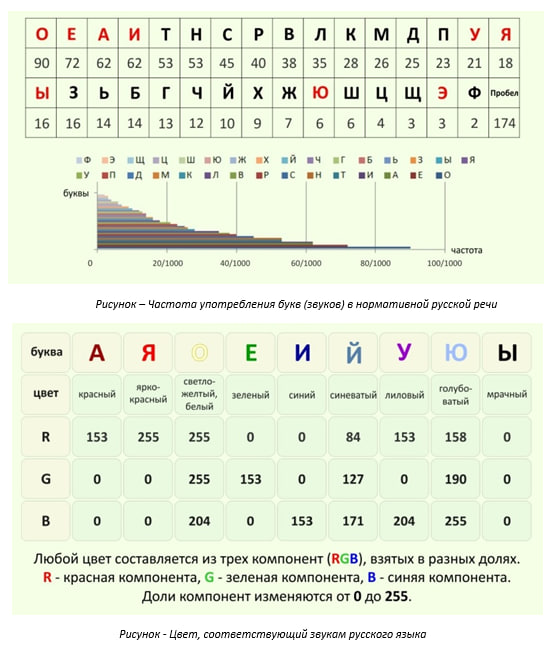 О Е А И Т Н С Р В Л К М Д П У Я
90 72 62 62 53 53 45 40 38 35 28 26 25 23 21 18
Ы З Ь Б Г Ч Й Х Ж Ю Ш Ц Щ Э Ф Пробел
16 16 14 14 13 12 10 9 7 6 6 4 3 3 2 174
Ф Э Щ Ц Ш Ю Ж Х Й Ч Г Б Ь З Ы Я
У П Д М К Л В Р С Н Т И А Е О
буквы
частота
0 20/1000 40/1000 60/1000 80/1000 100/1000
Рисунок – Частота употребления букв (звуков) в нормативной русской речи
буква А Я О Е И Й У Ю Ы
цвет красный ярко-красный светло-желтый, белый зеленый синий синеватый лиловый голубо-ватый мрачный
R 153 255 255 0 0 84 153 158 0
G 0 0 255 153 0 127 0 190 0
B 0 0 204 0 153 171 204 255 0
Любой цвет составляется из трех компонент (RGB), взятых в разных долях.
R - красная компонента, G - зеленая компонента, B - синяя компонента.
Доли компонент изменяются от 0 до 255.
Рисунок - Цвет, соответствующий звукам русского языка